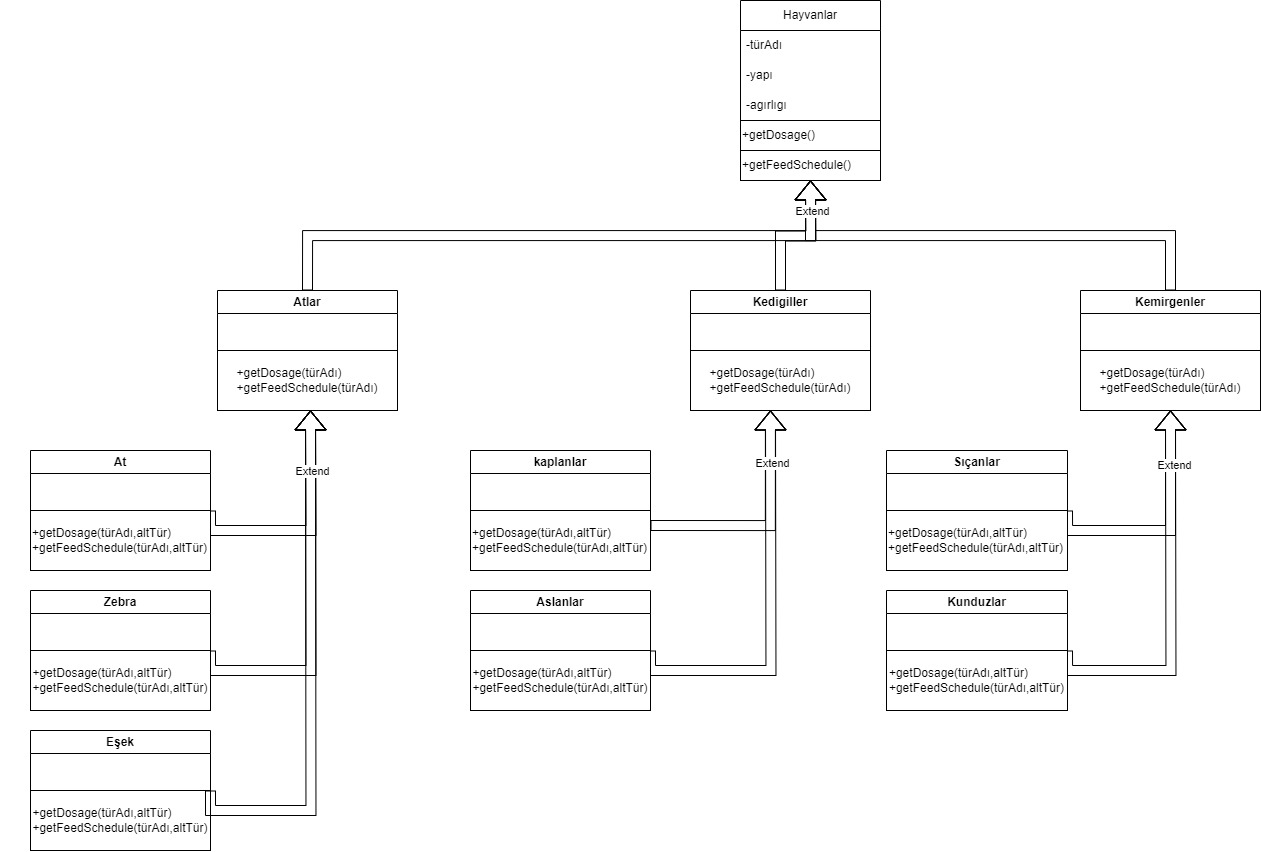 Hayvanlar
-türAdı
-yapı
-agırlıgı
+getDosage()
+getFeedSchedule()
Extend
Atlar
+getDosage(türAdı)
+getFeedSchedule(türAdı)
Kedigiller
+getDosage(türAdı)
+getFeedSchedule(türAdı)
Kemirgenler
+getDosage(türAdı)
+getFeedSchedule(türAdı)
Extend
Extend
Extend
At
+getDosage(türAdı,altTür)
+getFeedSchedule(türAdı,altTür)
kaplanlar
+getDosage(türAdı,altTür)
+getFeedSchedule(türAdı,altTür)
Sıçanlar
+getDosage(türAdı,altTür)
+getFeedSchedule(türAdı,altTür)
Zebra
+getDosage(türAdı,altTür)
+getFeedSchedule(türAdı,altTür)
Aslanlar
+getDosage(türAdı,altTür)
+getFeedSchedule(türAdı,altTür)
Kunduzlar
+getDosage(türAdı,altTür)
+getFeedSchedule(türAdı,altTür)
Eşek
+getDosage(türAdı,altTür)
+getFeedSchedule(türAdı,altTür)